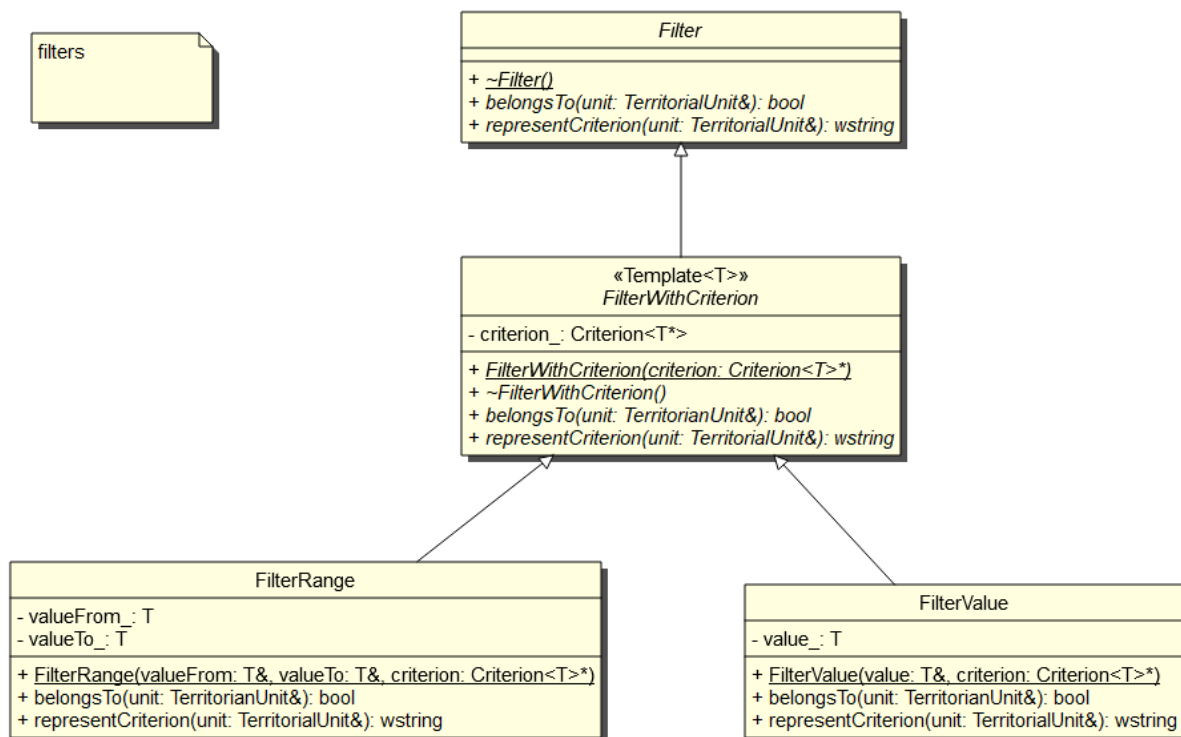 filters
Filter
+ ~Filter()
+ belongsTo(unit: TerritorialUnit&): bool
+ representCriterion(unit: TerritorialUnit&): wstring
«Template<T>»
FilterWithCriterion
- criterion_: Criterion<T*>
+ FilterWithCriterion(criterion: Criterion<T>*)
+ ~FilterWithCriterion()
+ belongsTo(unit: TerritorianUnit&): bool
+ representCriterion(unit: TerritorialUnit&): wstring
FilterRange
- valueFrom_: T
- valueTo_: T
+ FilterRange(valueFrom: T&, valueTo: T&, criterion: Criterion<T>*)
+ belongsTo(unit: TerritorianUnit&): bool
+ representCriterion(unit: TerritorialUnit&): wstring
FilterValue
- value_: T
+ FilterValue(value: T&, criterion: Criterion<T>*)
+ belongsTo(unit: TerritorianUnit&): bool
+ representCriterion(unit: TerritorialUnit&): wstring